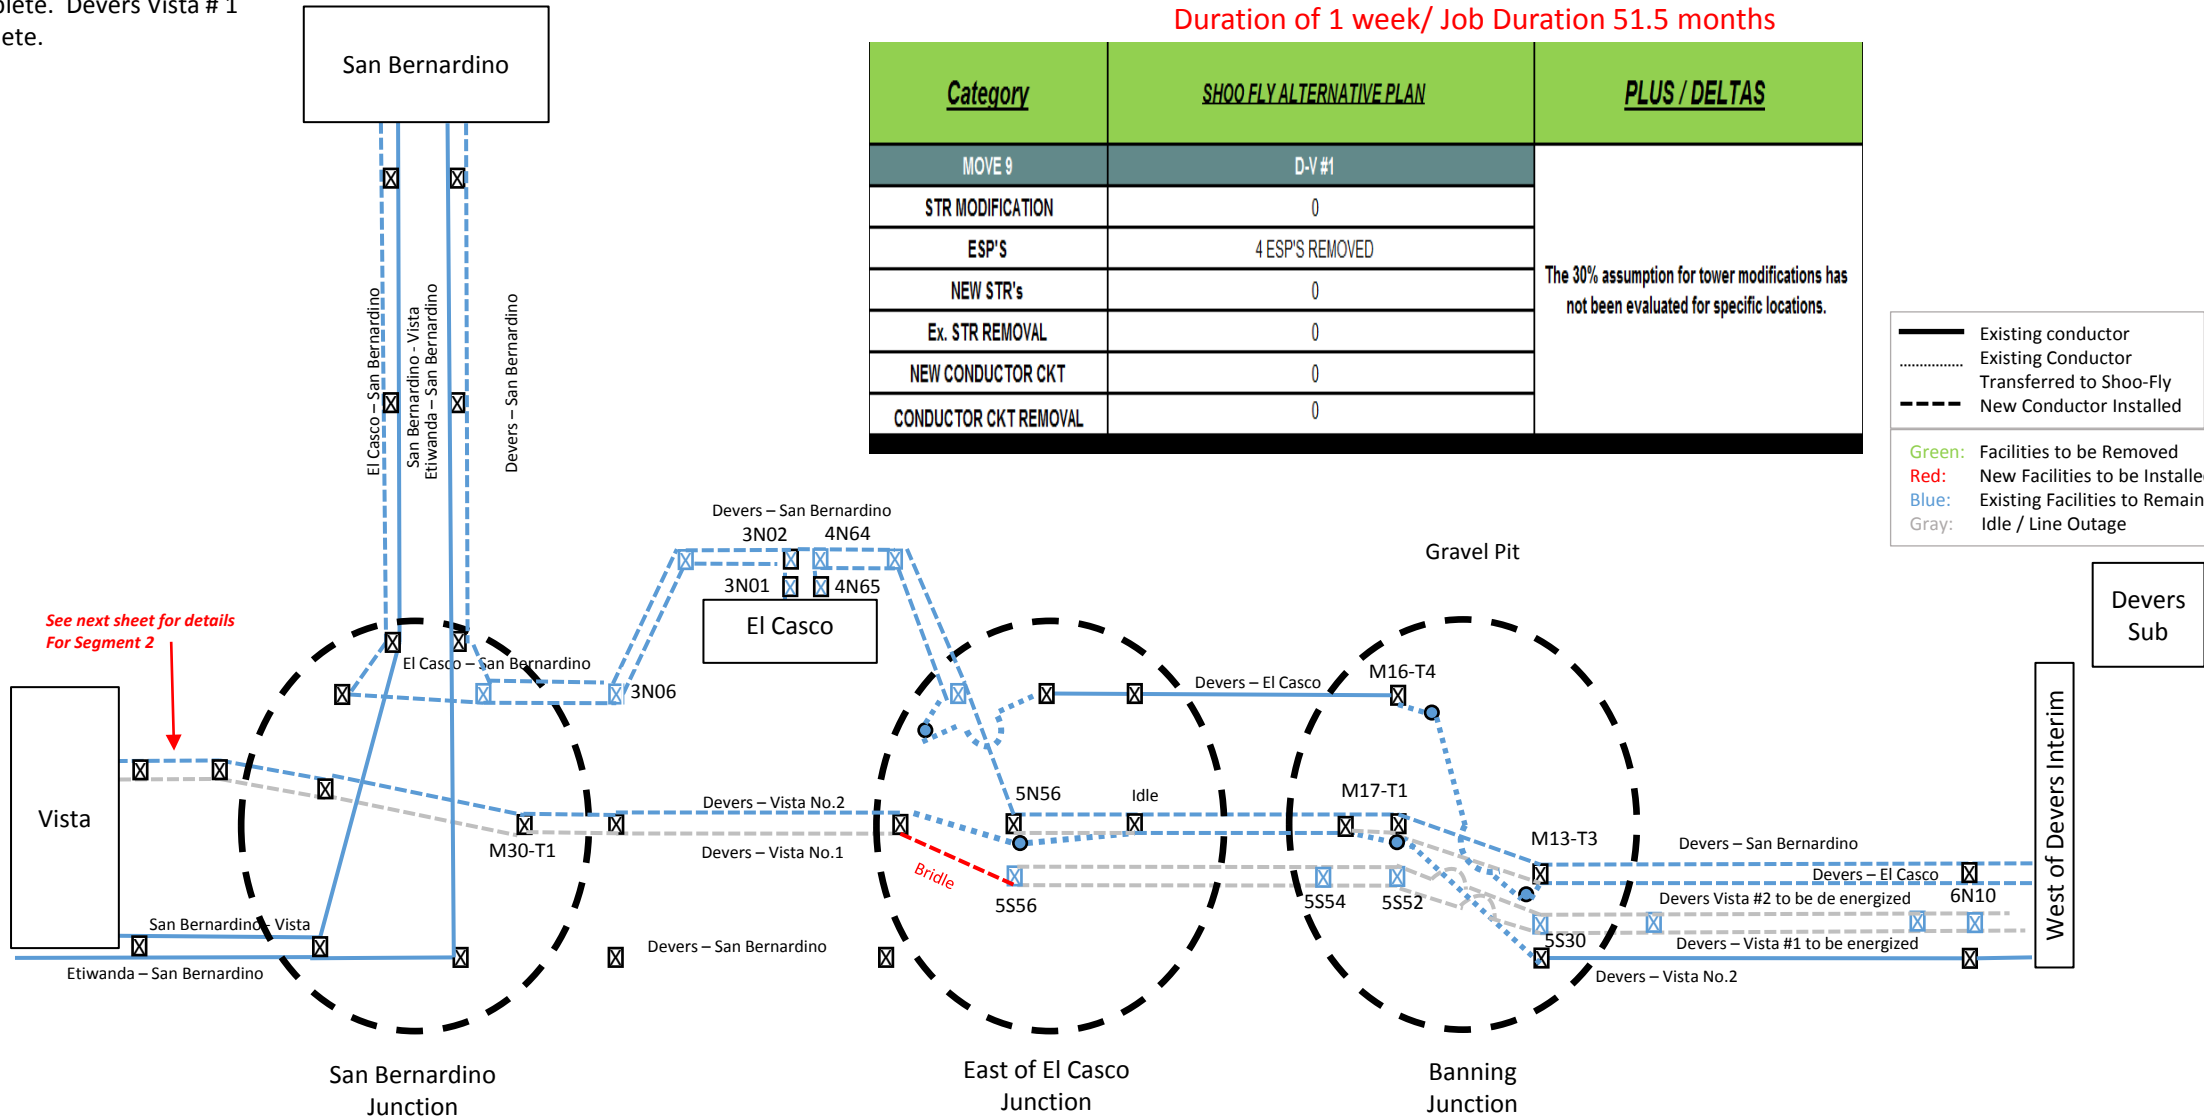 plete.  Devers Vista # 1
ete.
Duration of 1 week/ Job Duration 51.5 months
San Bernardino
Category SHOO FLY ALTERNATIVE PLAN PLUS / DELTAS
MOVE 9 D-V #1
STR MODIFICATION 0
ESP'S 4 ESP'S REMOVED
NEW STR's 0
Ex. STR REMOVAL 0
NEW CONDUCTOR CKT 0
CONDUCTOR CKT REMOVAL 0
The 30% assumption for tower modifications has
not been evaluated for specific locations.
Existing conductor
Existing Conductor
Transferred to Shoo-Fly
New Conductor Installed
Green: Facilities to be Removed
Red: New Facilities to be Installe
Blue: Existing Facilities to Remain
Gray: Idle / Line Outage
El Casco – San Bernardino
San Bernardino - Vista
Etiwanda – San Bernardino
Devers – San Bernardino
Devers – San Bernardino
3N02 4N64
3N01 4N65
El Casco
Gravel Pit
Devers
Sub
See next sheet for details
For Segment 2
El Casco – San Bernardino
3N06
Devers – El Casco
M16-T4
West of Devers Interim
Vista
M30-T1
Devers – Vista No.2
Devers – Vista No.1
Bridle
5N56
Idle
M17-T1
M13-T3
5S56
5S54
5S52
Devers – San Bernardino
Devers – El Casco
Devers Vista #2 to be de energized
6N10
5S30
Devers – Vista #1 to be energized
Devers – Vista No.2
San Bernardino - Vista
Etiwanda – San Bernardino
Devers – San Bernardino
San Bernardino
Junction
East of El Casco
Junction
Banning
Junction